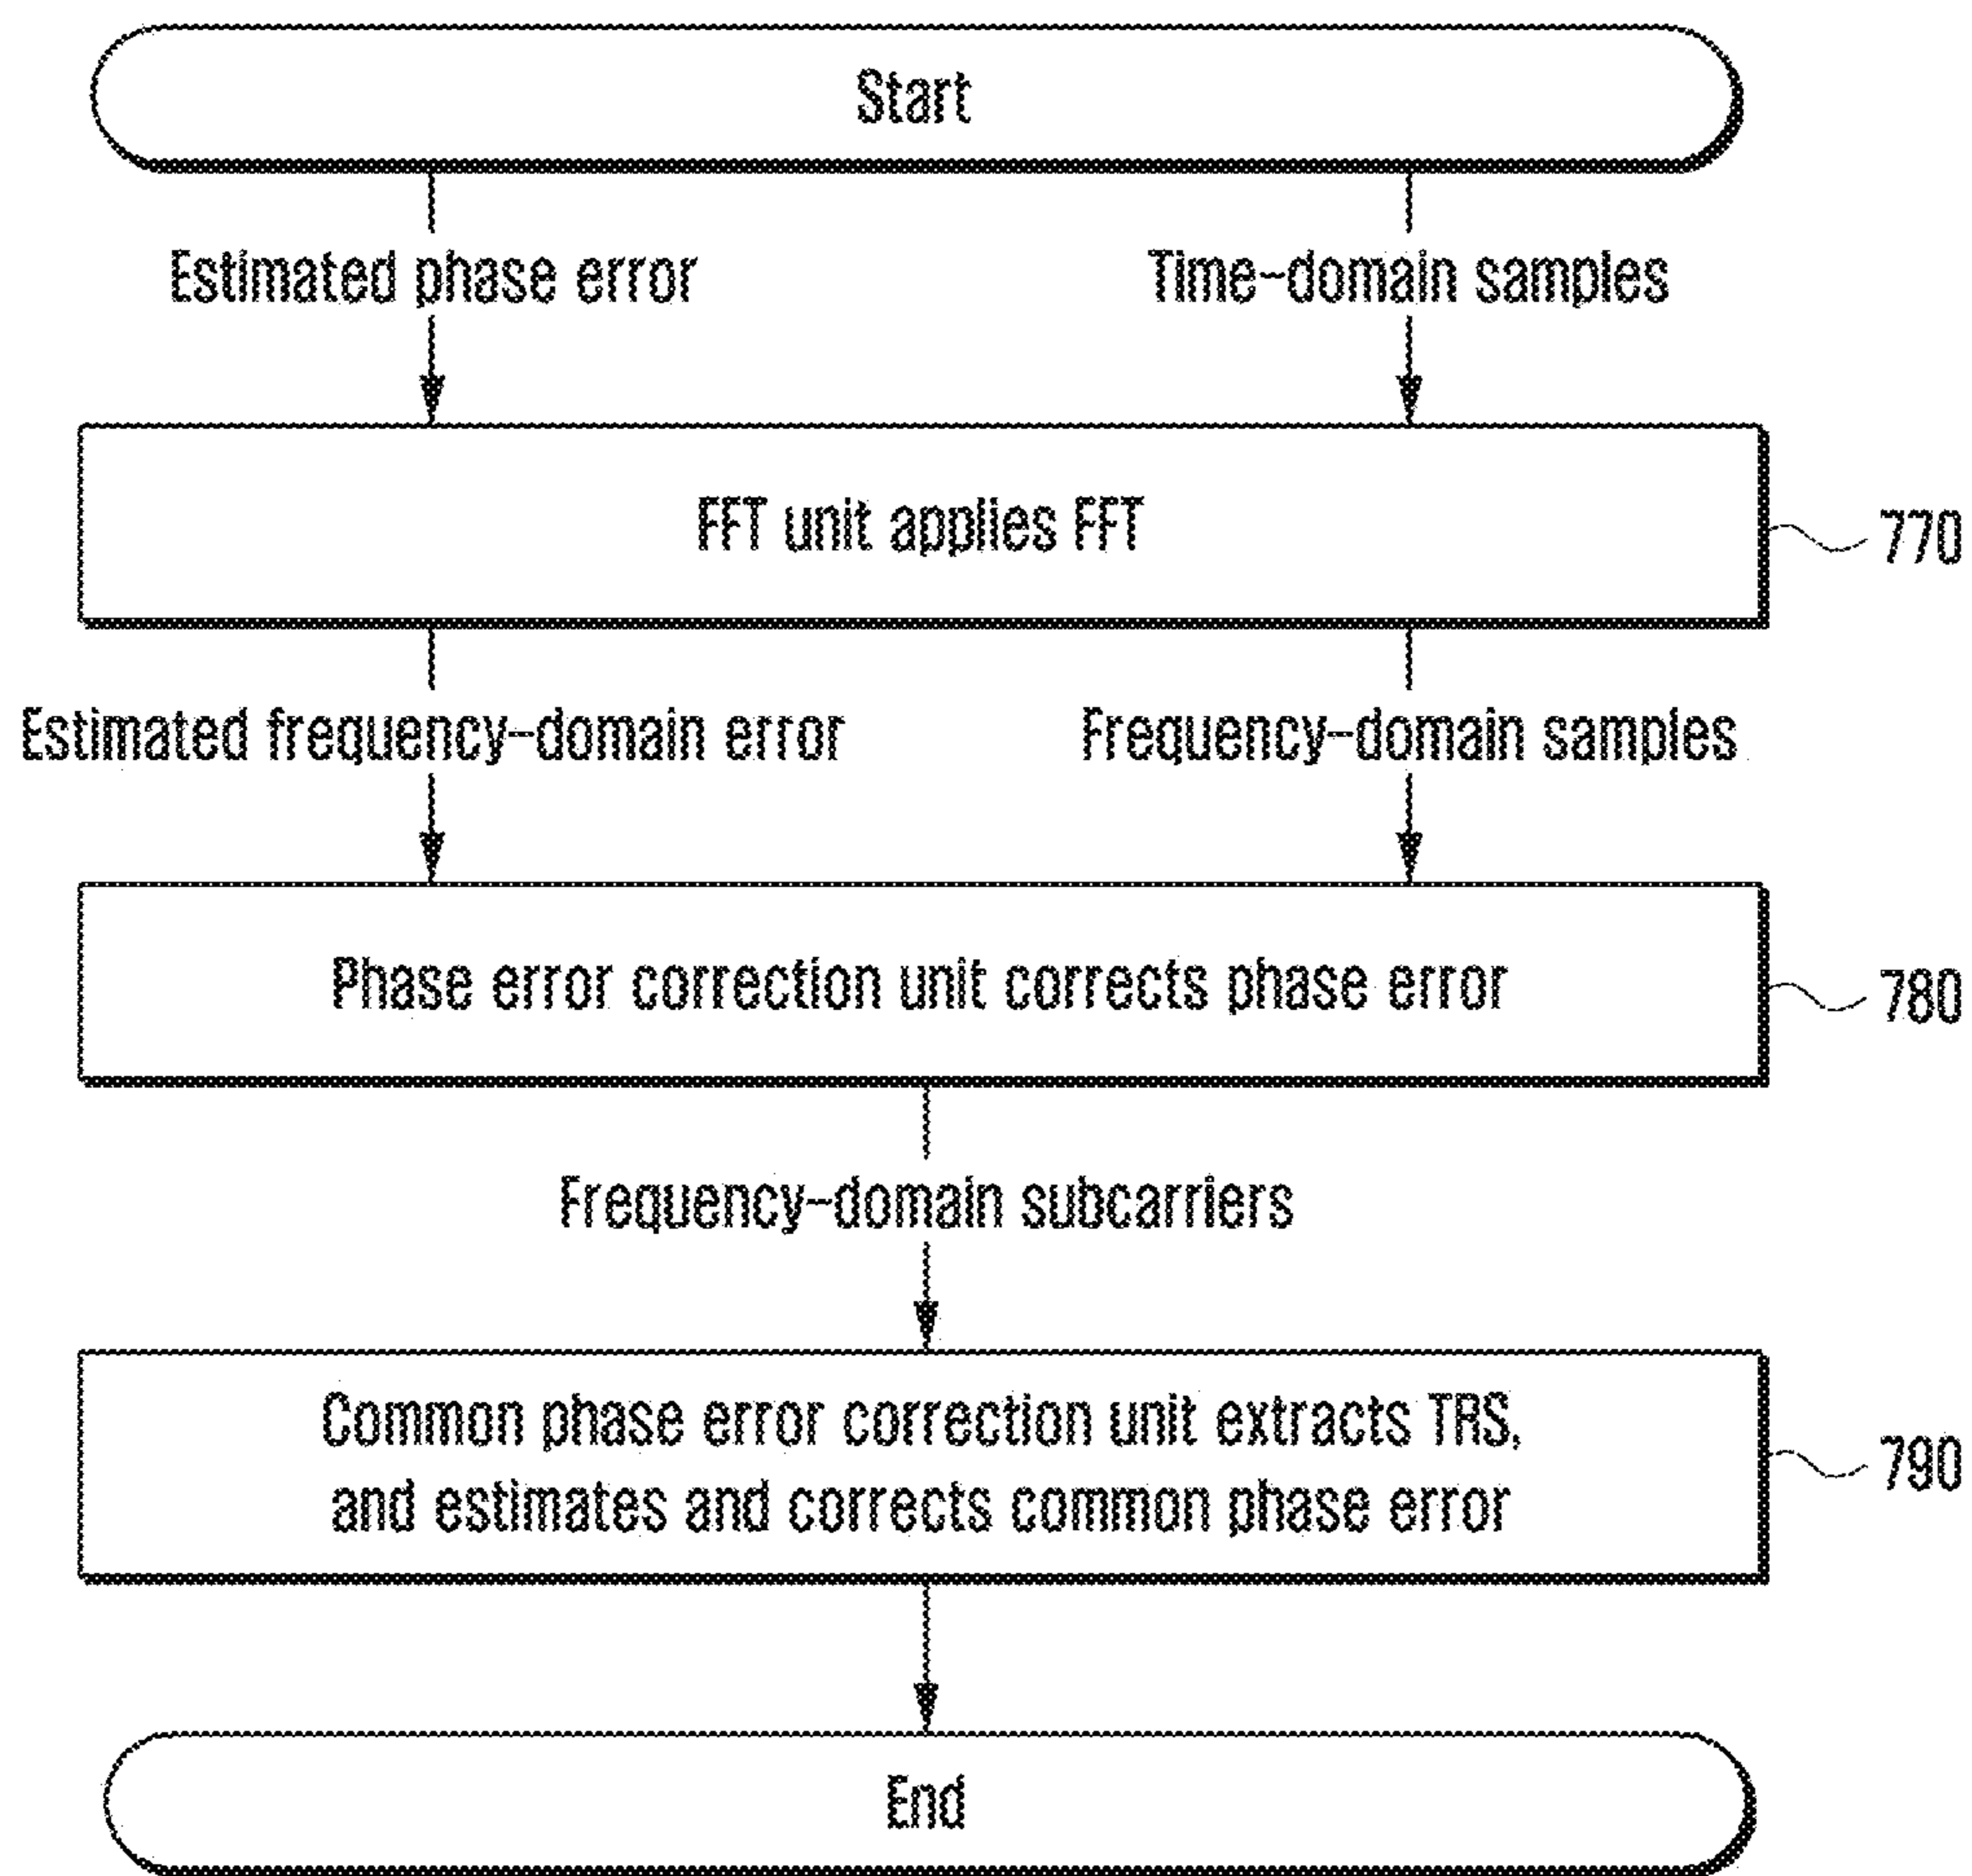 Start
Estimated phase error
Time-domain samples
FFT unit applies FFT
770
Estimated frequency-domain error
Frequency-domain samples
Phase error correction unit corrects phase error
780
Frequency-domain subcarriers
Common phase error correction unit extracts TRS,
and estimates and corrects common phase error
790
End